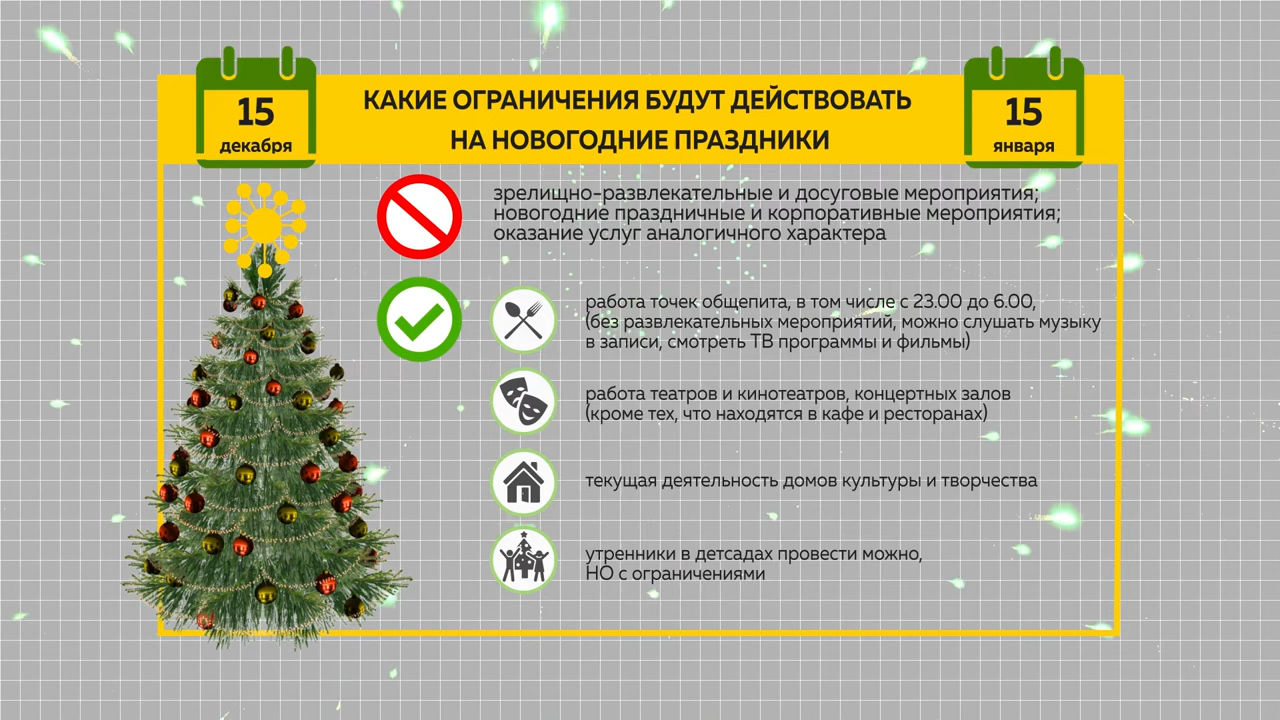 15
декабря
КАКИЕ ОГРАНИЧЕНИЯ БУДУТ ДЕЙСТВОВАТЬ
НА НОВОГОДНИЕ ПРАЗДНИКИ
15
января
зрелищно-развлекательные и досуговые мероприятия;
новогодние праздничные и корпоративные мероприятия;
оказание услуг аналогичного характера
работа точек общепита, в том числе с 23.00 до 6.00,
(без развлекательных мероприятий, можно слушать музыку
в записи, смотреть ТВ программы и фильмы)
работа театров и кинотеатров, концертных залов
(кроме тех, что находятся в кафе и ресторанах)
текущая деятельность домов культуры и творчества
утренники в детсадах провести можно,
НО с ограничениями